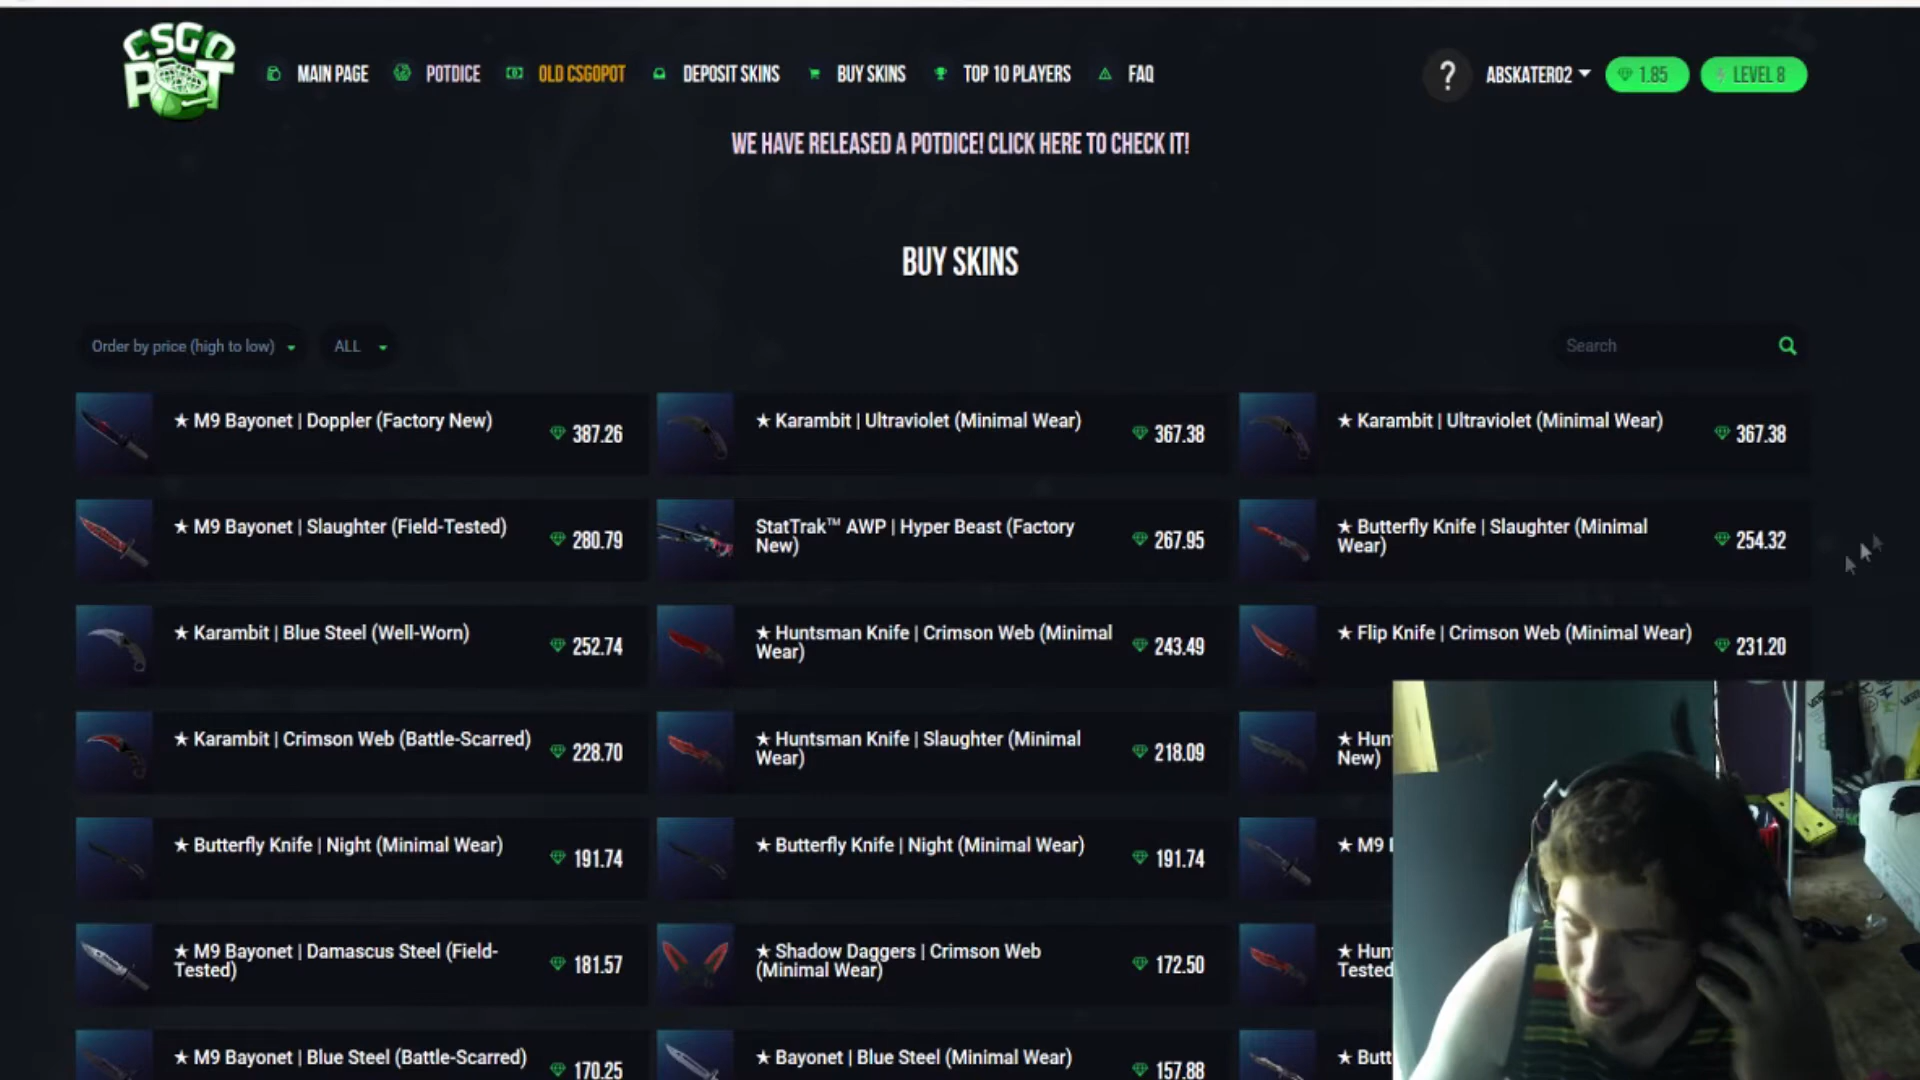 CSGO
POT
MAIN PAGE
POTDICE
OLD CSGOPOT
DEPOSIT SKINS
BUY SKINS
TOP 10 PLAYERS
FAQ
?
ABSKATER02
1.85
LEVEL 8
WE HAVE RELEASED A POTDICE! CLICK HERE TO CHECK IT!
BUY SKINS
Order by price (high to low)
ALL
Search
★ M9 Bayonet | Doppler (Factory New)
387.26
★ Karambit | Ultraviolet (Minimal Wear)
367.38
★ Karambit | Ultraviolet (Minimal Wear)
367.38
★ M9 Bayonet | Slaughter (Field-Tested)
280.79
StatTrak™ AWP | Hyper Beast (Factory
New)
267.95
★ Butterfly Knife | Slaughter (Minimal
Wear)
254.32
★ Karambit | Blue Steel (Well-Worn)
252.74
★ Huntsman Knife | Crimson Web (Minimal
Wear)
243.49
★ Flip Knife | Crimson Web (Minimal Wear)
231.20
★ Karambit | Crimson Web (Battle-Scarred)
228.70
★ Huntsman Knife | Slaughter (Minimal
Wear)
218.09
★ Hun
New)
★ Butterfly Knife | Night (Minimal Wear)
191.74
★ Butterfly Knife | Night (Minimal Wear)
191.74
★ M9
★ M9 Bayonet | Damascus Steel (Field-
Tested)
181.57
★ Shadow Daggers | Crimson Web
(Minimal Wear)
172.50
★ Hun
Tested
★ M9 Bayonet | Blue Steel (Battle-Scarred)
170.25
★ Bayonet | Blue Steel (Minimal Wear)
157.88
★ Butt